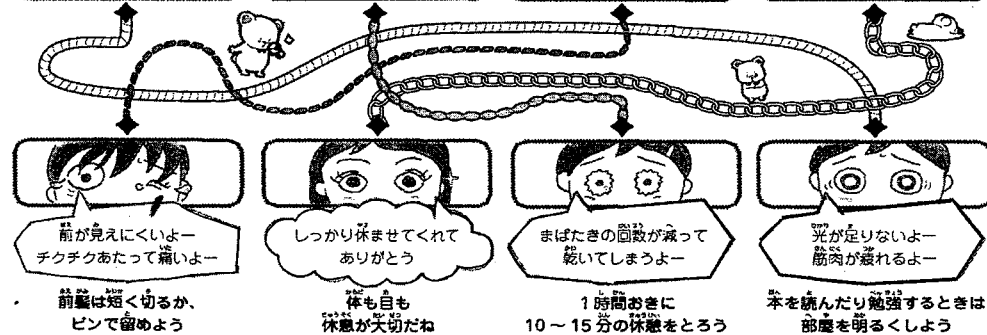 前が見えにくいよー
チクチクあたって痛いよー
前髪は短く切るか、
ピンで留めよう
しっかり休ませてくれて
ありがとう
体も目も
休息が大切だね
まばたきの回数が減って
乾いてしまうよー
1時間おきに
10~15分の休憩をとろう
光が足りないよー
筋肉が疲れるよー
本を読んだり勉強するときは
部屋を明るくしよう